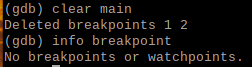 (gdb) clear main
Deleted breakpoints 1 2
(gdb) info breakpoint
No breakpoints or watchpoints.